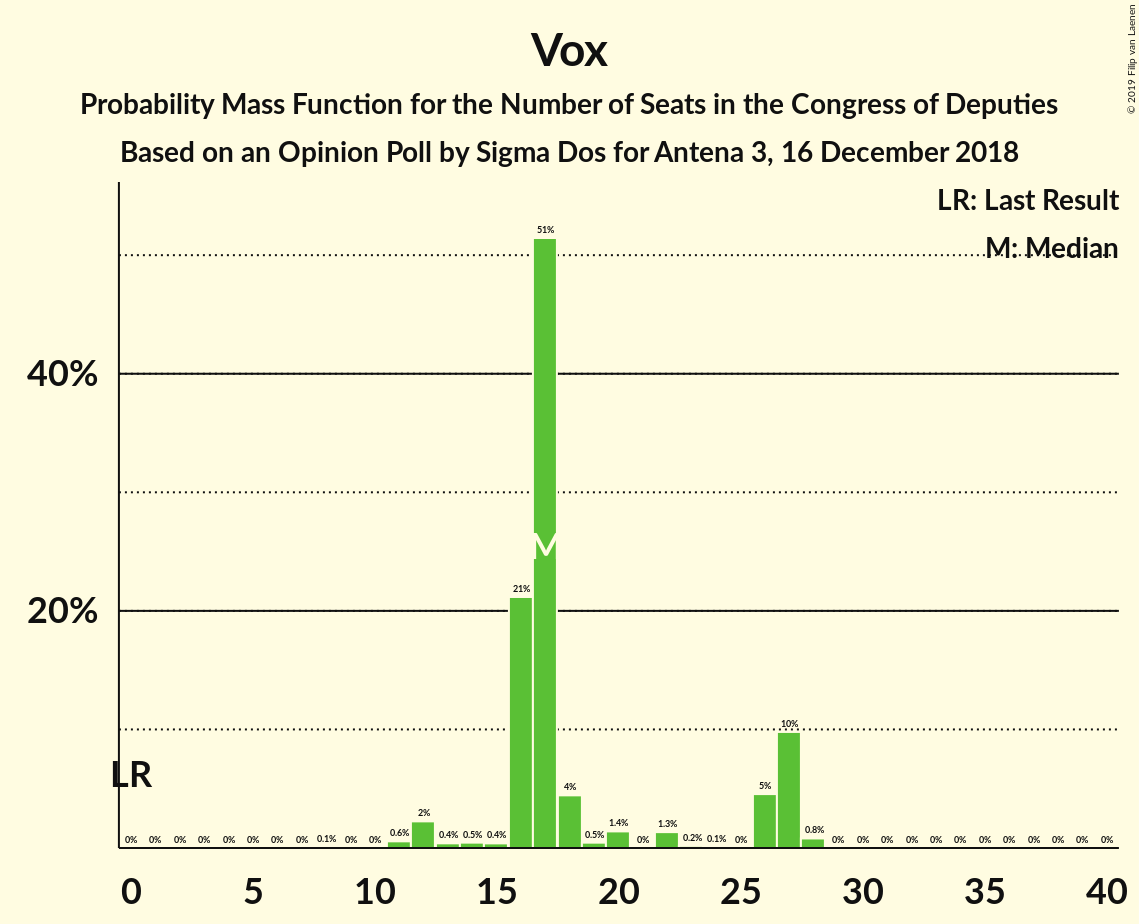 Vox
Probability Mass Function for the Number of Seats in the Congress of Deputies
Based on an Opinion Poll by Sigma Dos for Antena 3, 16 December 2018
© 2019 Filip van Laenen
LR: Last Result
M: Median
51%
40%
M
21%
20%
10%
LR
5%
4%
2%
1.4% 1.3%
0.8%
0.6% 0.4% 0.5% 0.4% 0.5% 0.2% 0.1%
0% 0% 0% 0% 0% 0% 0% 0% 0.1% 0% 0% 0% 0% 0% 0% 0% 0% 0% 0% 0% 0% 0% 0% 0% 0%
0 5 10 15 20 25 30 35 40